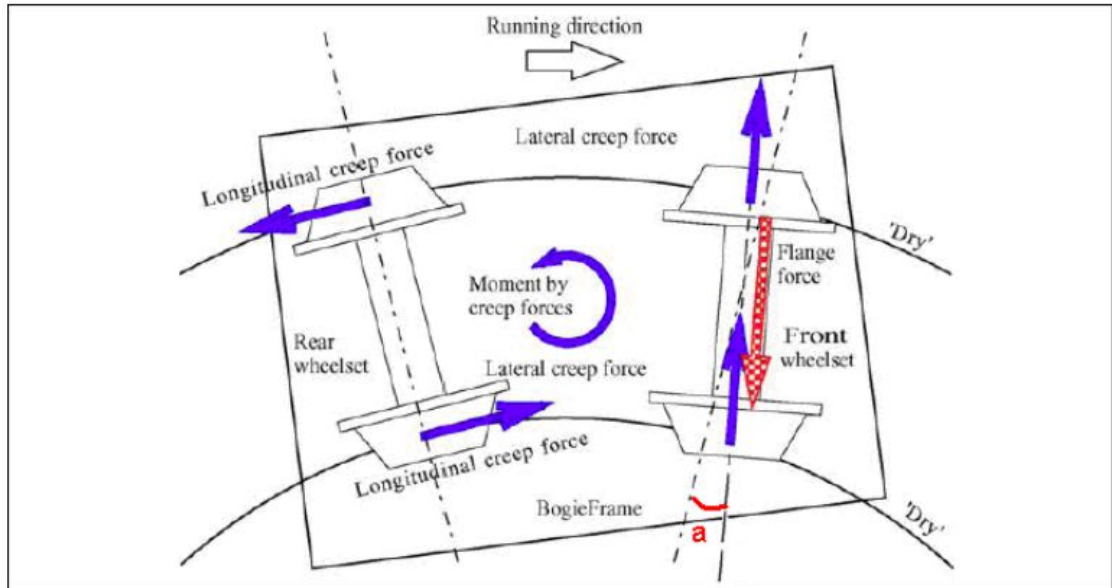 Running direction
Lateral creep force
Longitudinal creep force
'Dry'
Flange
force
Moment by
creep forces
Rear
wheelset
Front
wheelset
Lateral creep force
Longitudinal creep force
BogieFrame
a
'Dry'